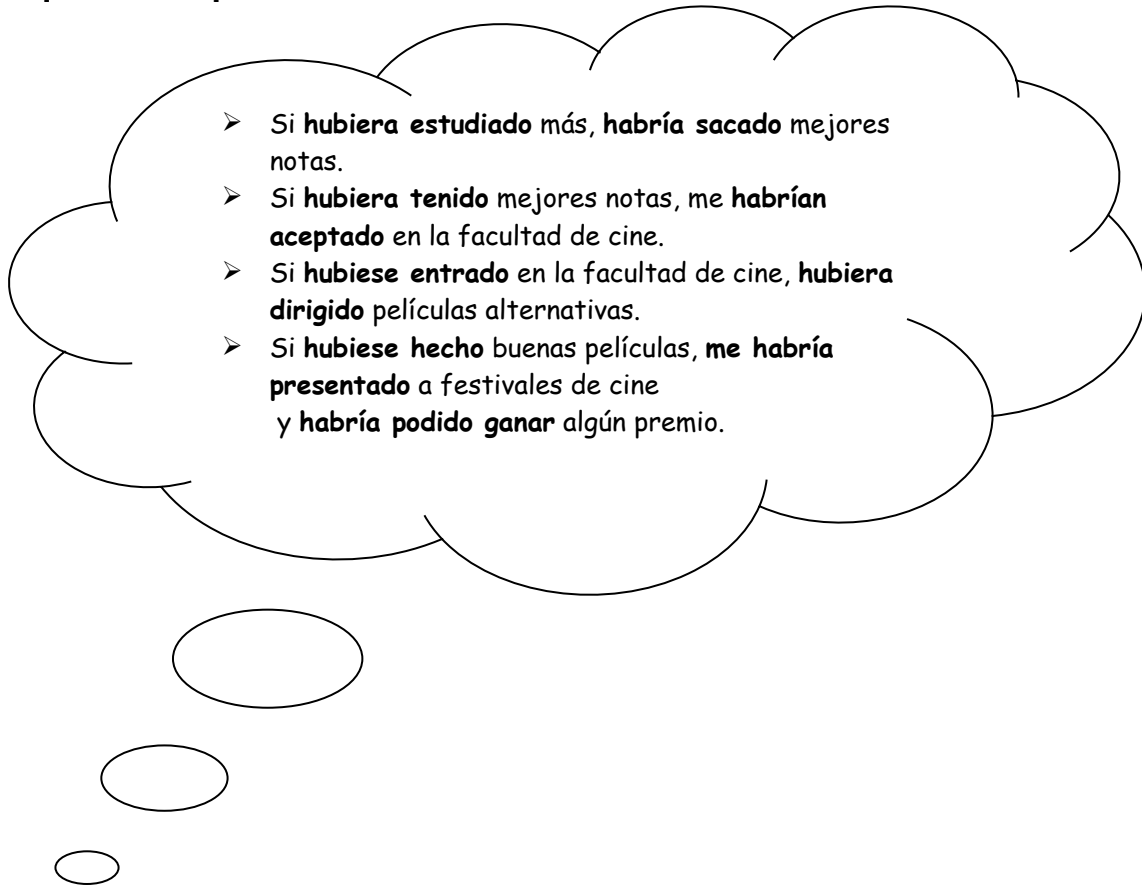 ➢ Si hubiera estudiado más, habría sacado mejores
notas.
➢ Si hubiera tenido mejores notas, me habrían
aceptado en la facultad de cine.
➢ Si hubiese entrado en la facultad de cine, hubiera
dirigido películas alternativas.
➢ Si hubiese hecho buenas películas, me habría
presentado a festivales de cine
y habría podido ganar algún premio.